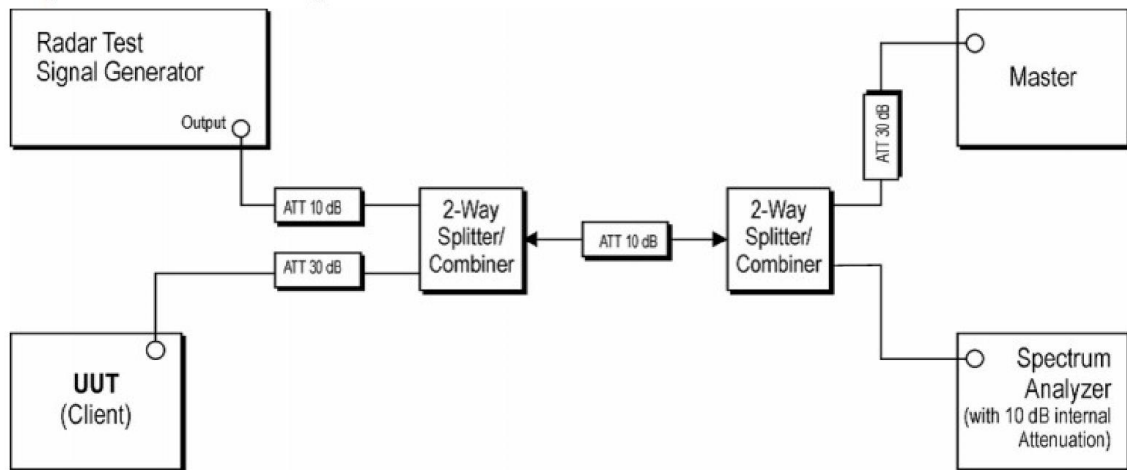 Radar Test
Signal Generator
Output
Master
ATT 30 dB
ATT 10 dB
2-Way
Splitter/
Combiner
ATT 10 dB
2-Way
Splitter/
Combiner
ATT 30 dB
UUT
(Client)
Spectrum
Analyzer
(with 10 dB internal
Attenuation)